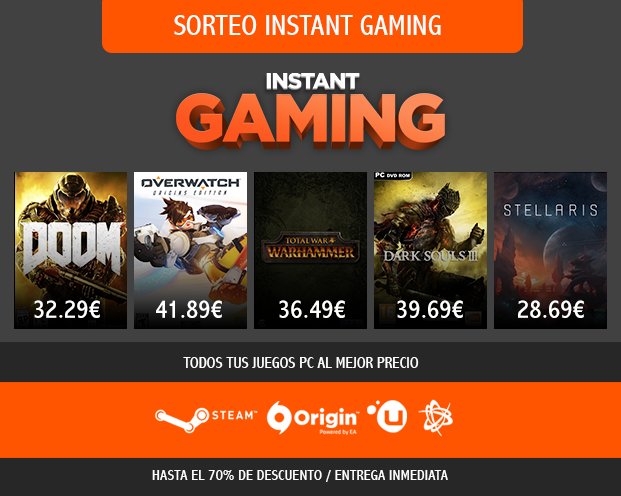 SORTEO INSTANT GAMING
INSTANT
GAMING
DOOM
32.29€
OVERWATCH
ORIGINS EDITION
41.89€
TOTAL WAR
WARHAMMER
36.49€
PC DVD ROM
DARK SOULS III
39.69€
STELLARIS
28.69€
TODOS TUS JUEGOS PC AL MEJOR PRECIO
STEAM™
Origin™
Powered by EA
HASTA EL 70% DE DESCUENTO / ENTREGA INMEDIATA